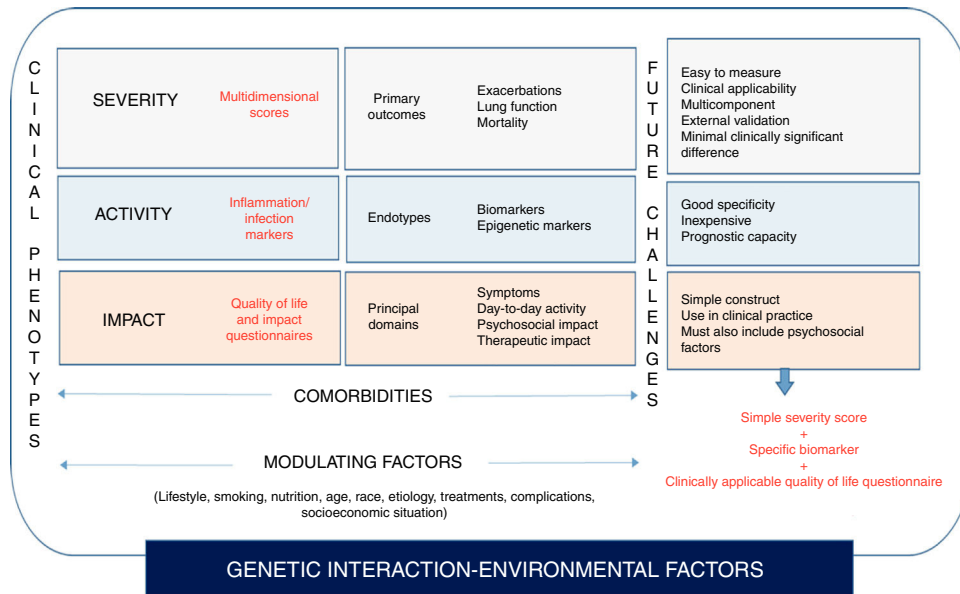 CLINICAL PHENOTYPES
SEVERITY
Multidimensional
scores
Primary
outcomes
Exacerbations
Lung function
Mortality
ACTIVITY
Inflammation/
infection
markers
Endotypes
Biomarkers
Epigenetic markers
IMPACT
Quality of life
and impact
questionnaires
Principal
domains
Symptoms
Day-to-day activity
Psychosocial impact
Therapeutic impact
COMORBIDITIES
MODULATING FACTORS
(Lifestyle, smoking, nutrition, age, race, etiology, treatments, complications,
socioeconomic situation)
FUTURE CHALLENGES
Easy to measure
Clinical applicability
Multicomponent
External validation
Minimal clinically significant
difference
Good specificity
Inexpensive
Prognostic capacity
Simple construct
Use in clinical practice
Must also include psychosocial
factors
Simple severity score
+
Specific biomarker
+
Clinically applicable quality of life questionnaire
GENETIC INTERACTION-ENVIRONMENTAL FACTORS